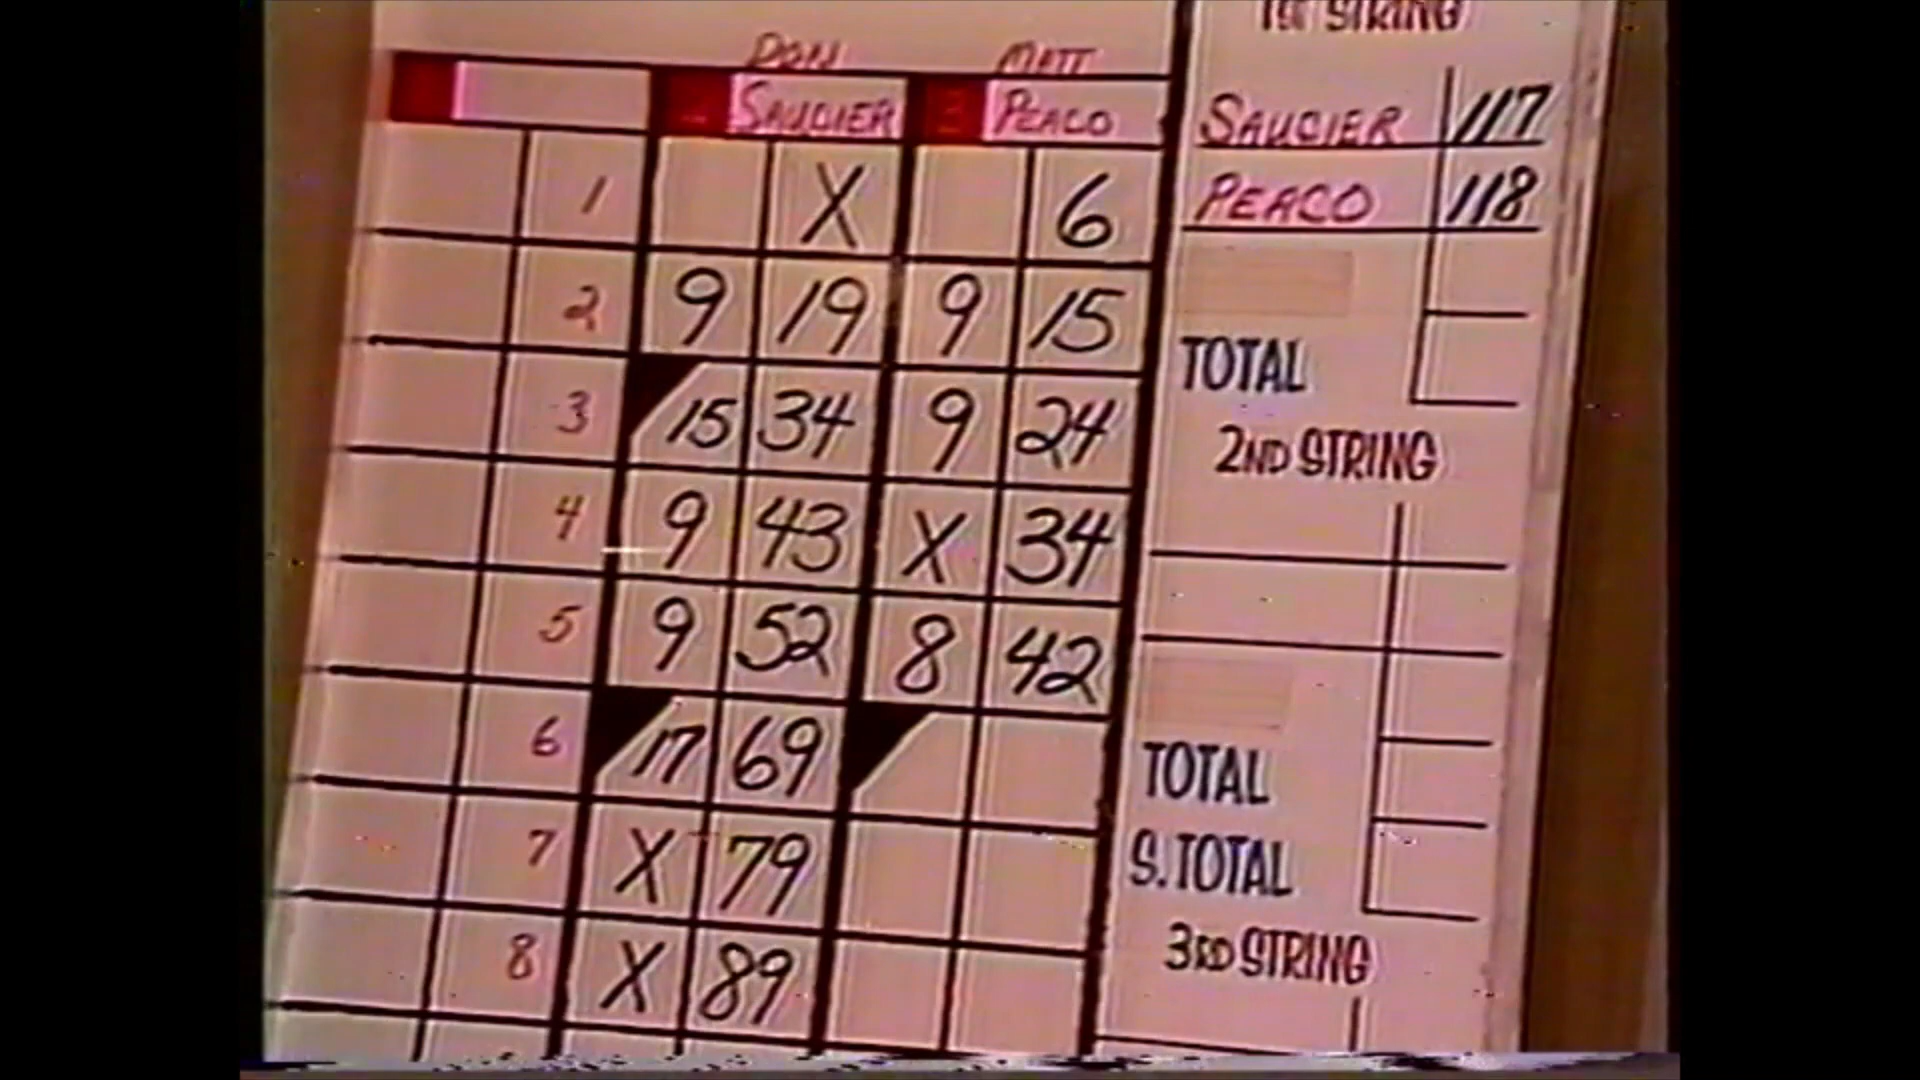 1ST STRING
DON MATT
SAUCIER PEACO
SAUCIER 117
PEACO 118
1 X 6
2 9 19 9 15
3 15 34 9 24
4 9 43 X 34
5 9 52 8 42
6 17 69
7 X 79
8 X 89
TOTAL
2ND STRING
TOTAL
S. TOTAL
3RD STRING